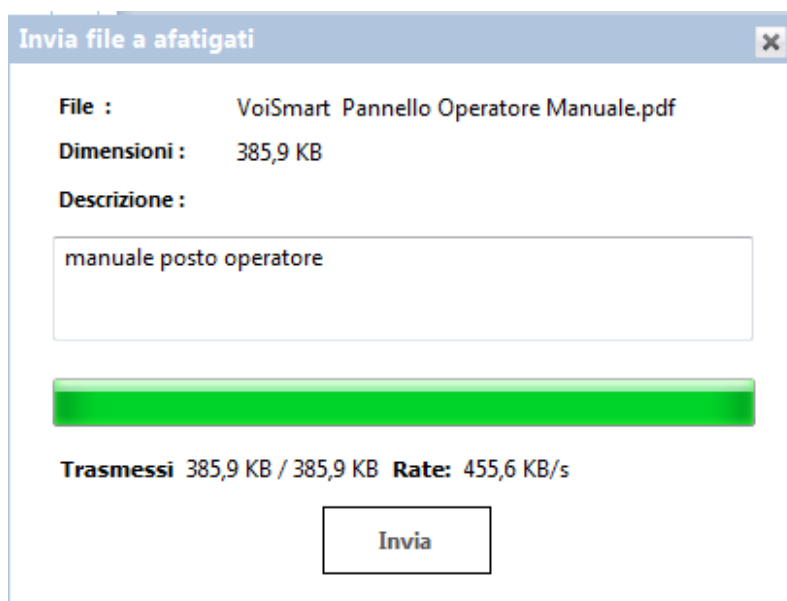 Invia file a afatigati
File : VoiSmart Pannello Operatore Manuale.pdf
Dimensioni : 385,9 KB
Descrizione :
manuale posto operatore
Trasmessi 385,9 KB / 385,9 KB Rate: 455,6 KB/s
Invia